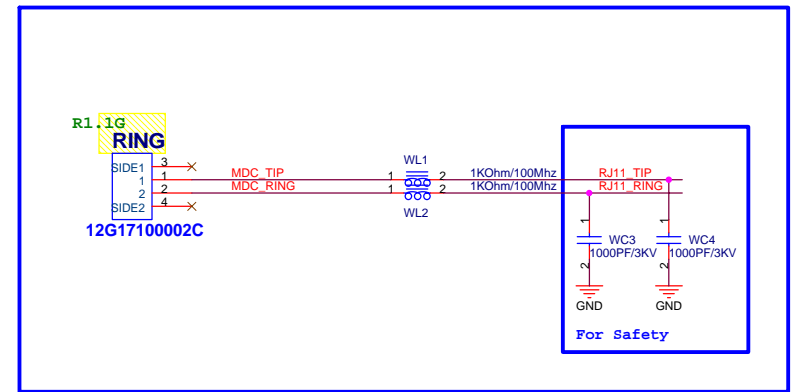 R1.1G
RING
SIDE1 3
1 1 MDC_TIP 1 WL1 2 1KOhm/100Mhz RJ11_TIP
2 2 MDC_RING 1 WL2 2 1KOhm/100Mhz RJ11_RING
SIDE2 4
12G17100002C
1 1
WC3 WC4
1000PF/3KV 1000PF/3KV
2 2
GND GND
For Safety